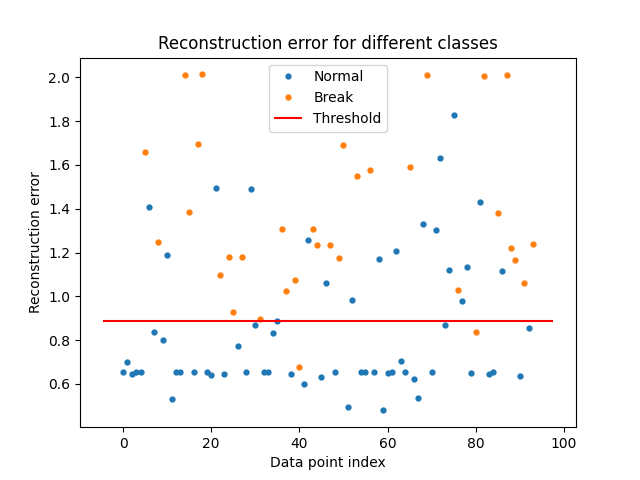 Reconstruction error for different classes
Normal
Break
Threshold
Reconstruction error
2.0
1.8
1.6
1.4
1.2
1.0
0.8
0.6
0 20 40 60 80 100
Data point index